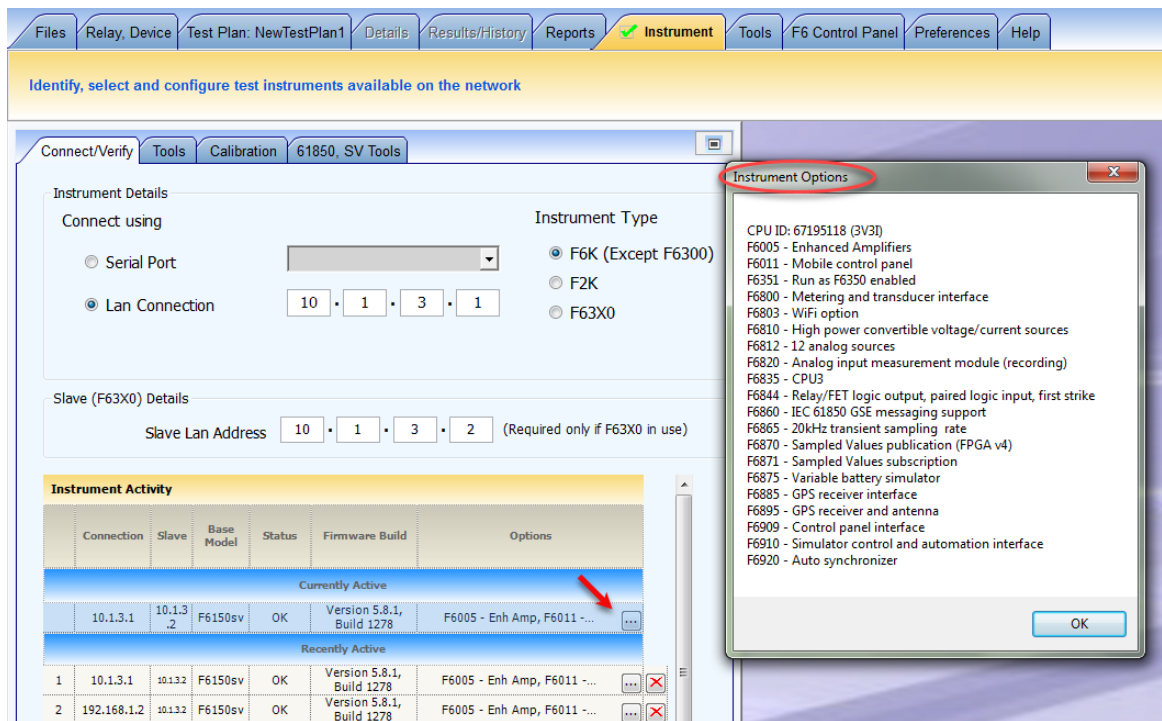 Files Relay, Device Test Plan: NewTestPlan1 Details Results/History Reports Instrument Tools F6 Control Panel Preferences Help
Identify, select and configure test instruments available on the network
Connect/Verify Tools Calibration 61850, SV Tools
Instrument Details
Connect using
Serial Port
Lan Connection 10 . 1 . 3 . 1
Instrument Type
F6K (Except F6300)
F2K
F63X0
Slave (F63X0) Details
Slave Lan Address 10 . 1 . 3 . 2 (Required only if F63X0 in use)
Instrument Activity
Connection Slave Base Model Status Firmware Build Options
Currently Active
10.1.3.1 10.1.3.2 F6150sv OK Version 5.8.1, Build 1278 F6005 - Enh Amp, F6011 -... ...
Recently Active
1 10.1.3.1 10.1.3.2 F6150sv OK Version 5.8.1, Build 1278 F6005 - Enh Amp, F6011 -... ...
2 192.168.1.2 10.1.3.2 F6150sv OK Version 5.8.1, Build 1278 F6005 - Enh Amp, F6011 -... ...
Instrument Options
CPU ID: 67195118 (3V3I)
F6005 - Enhanced Amplifiers
F6011 - Mobile control panel
F6351 - Run as F6350 enabled
F6800 - Metering and transducer interface
F6803 - WiFi option
F6810 - High power convertible voltage/current sources
F6812 - 12 analog sources
F6820 - Analog input measurement module (recording)
F6835 - CPU3
F6844 - Relay/FET logic output, paired logic input, first strike
F6860 - IEC 61850 GSE messaging support
F6865 - 20kHz transient sampling rate
F6870 - Sampled Values publication (FPGA v4)
F6871 - Sampled Values subscription
F6875 - Variable battery simulator
F6885 - GPS receiver interface
F6895 - GPS receiver and antenna
F6909 - Control panel interface
F6910 - Simulator control and automation interface
F6920 - Auto synchronizer
OK